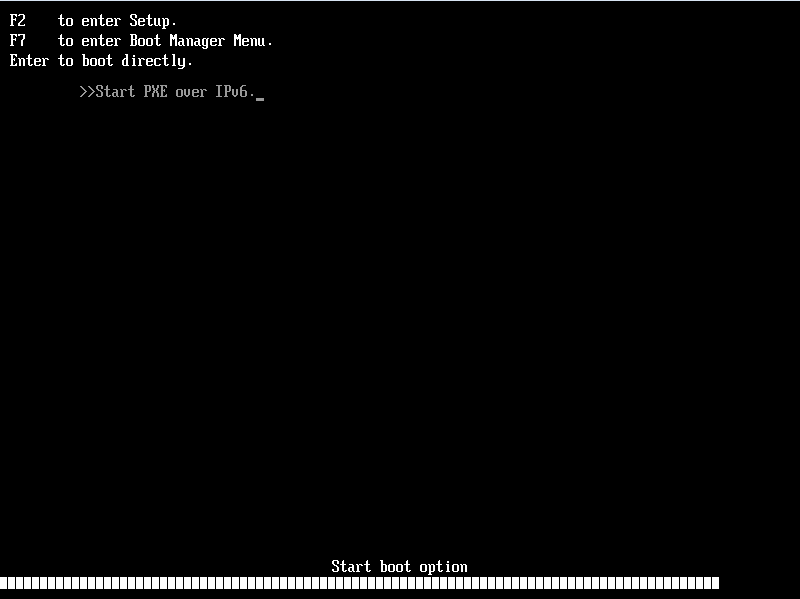 F2    to enter Setup.
F7    to enter Boot Manager Menu.
Enter to boot directly.
>>Start PXE over IPv6._
Start boot option